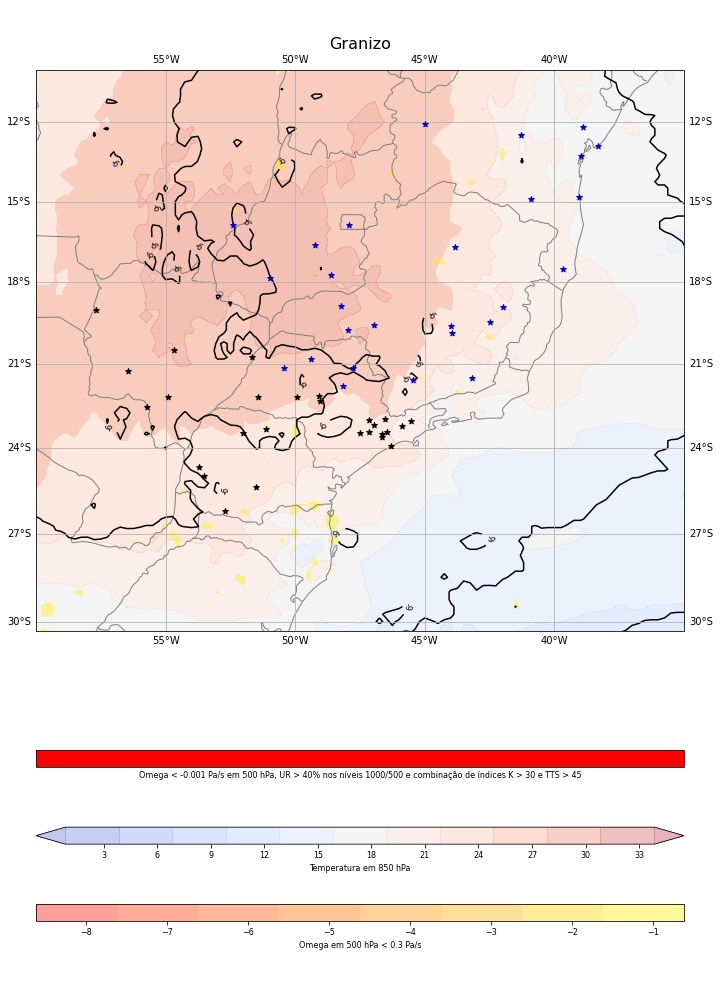 Granizo
55°W 50°W 45°W 40°W
12°S 12°S
15°S 15°S
18°S 18°S
21°S 21°S
24°S 24°S
27°S 27°S
30°S 30°S
55°W 50°W 45°W 40°W
Omega < -0.001 Pa/s em 500 hPa, UR > 40% nos níveis 1000/500 e combinação de índices K > 30 e TTS > 45
3 6 9 12 15 18 21 24 27 30 33
Temperatura em 850 hPa
−8 −7 −6 −5 −4 −3 −2 −1
Omega em 500 hPa < 0.3 Pa/s